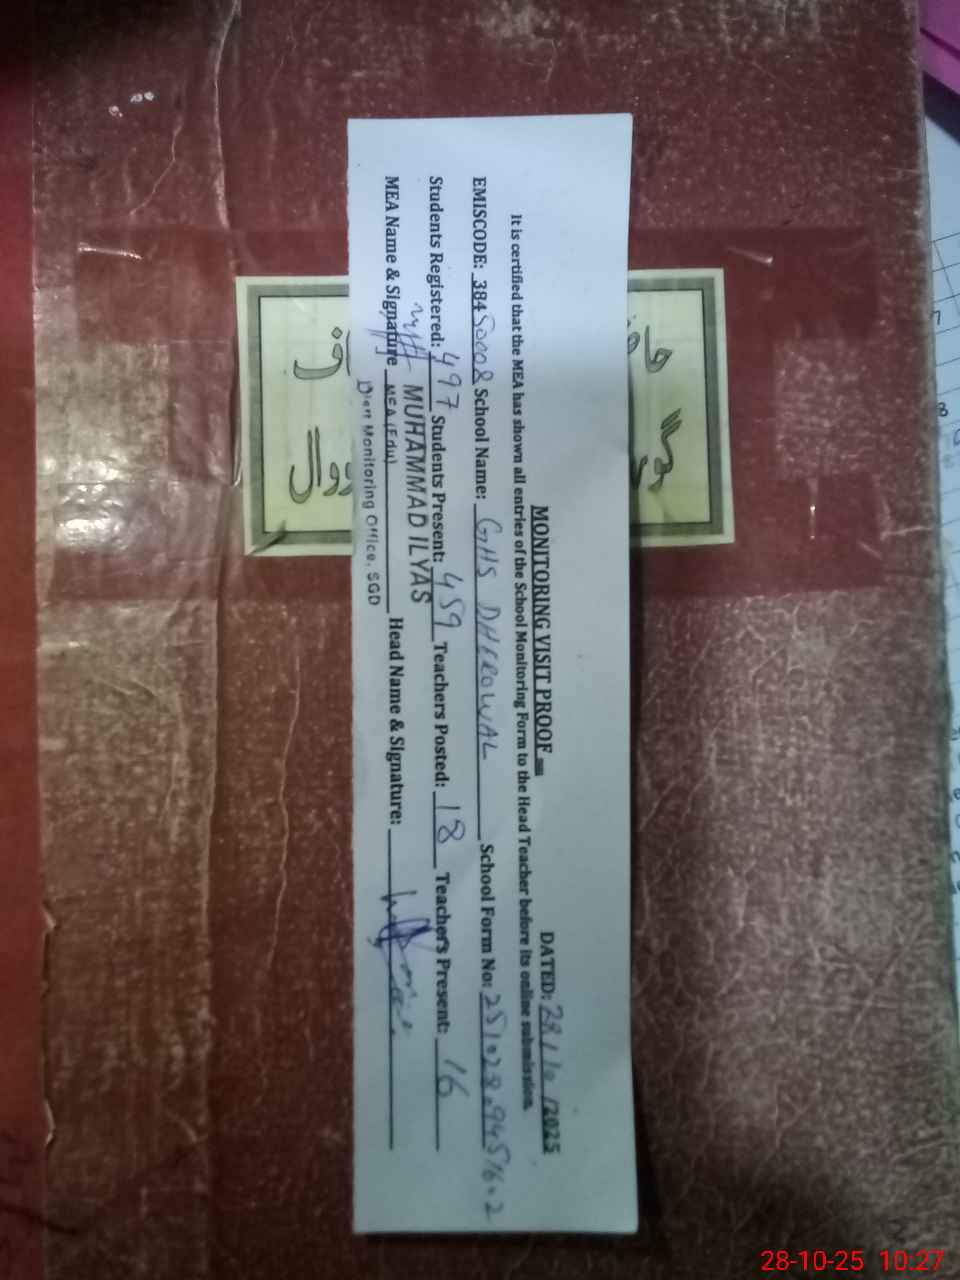 MONITORING VISIT PROOF
DATED: 28/10/2025
It is certified that the MEA has shown all entries of the School Monitoring Form to the Head Teacher before its online submission.
EMISCODE: 38450008 School Name: GHS DHEROWAL School Form No: 
Students Registered: 497 Students Present: 459 Teachers Posted: 18 Teachers Present: 16
MUHAMMAD ILYAS
MEA Name & Signature MEA (Edu) Head Name & Signature:
Distt Monitoring Office, SGD
28-10-25 10:27